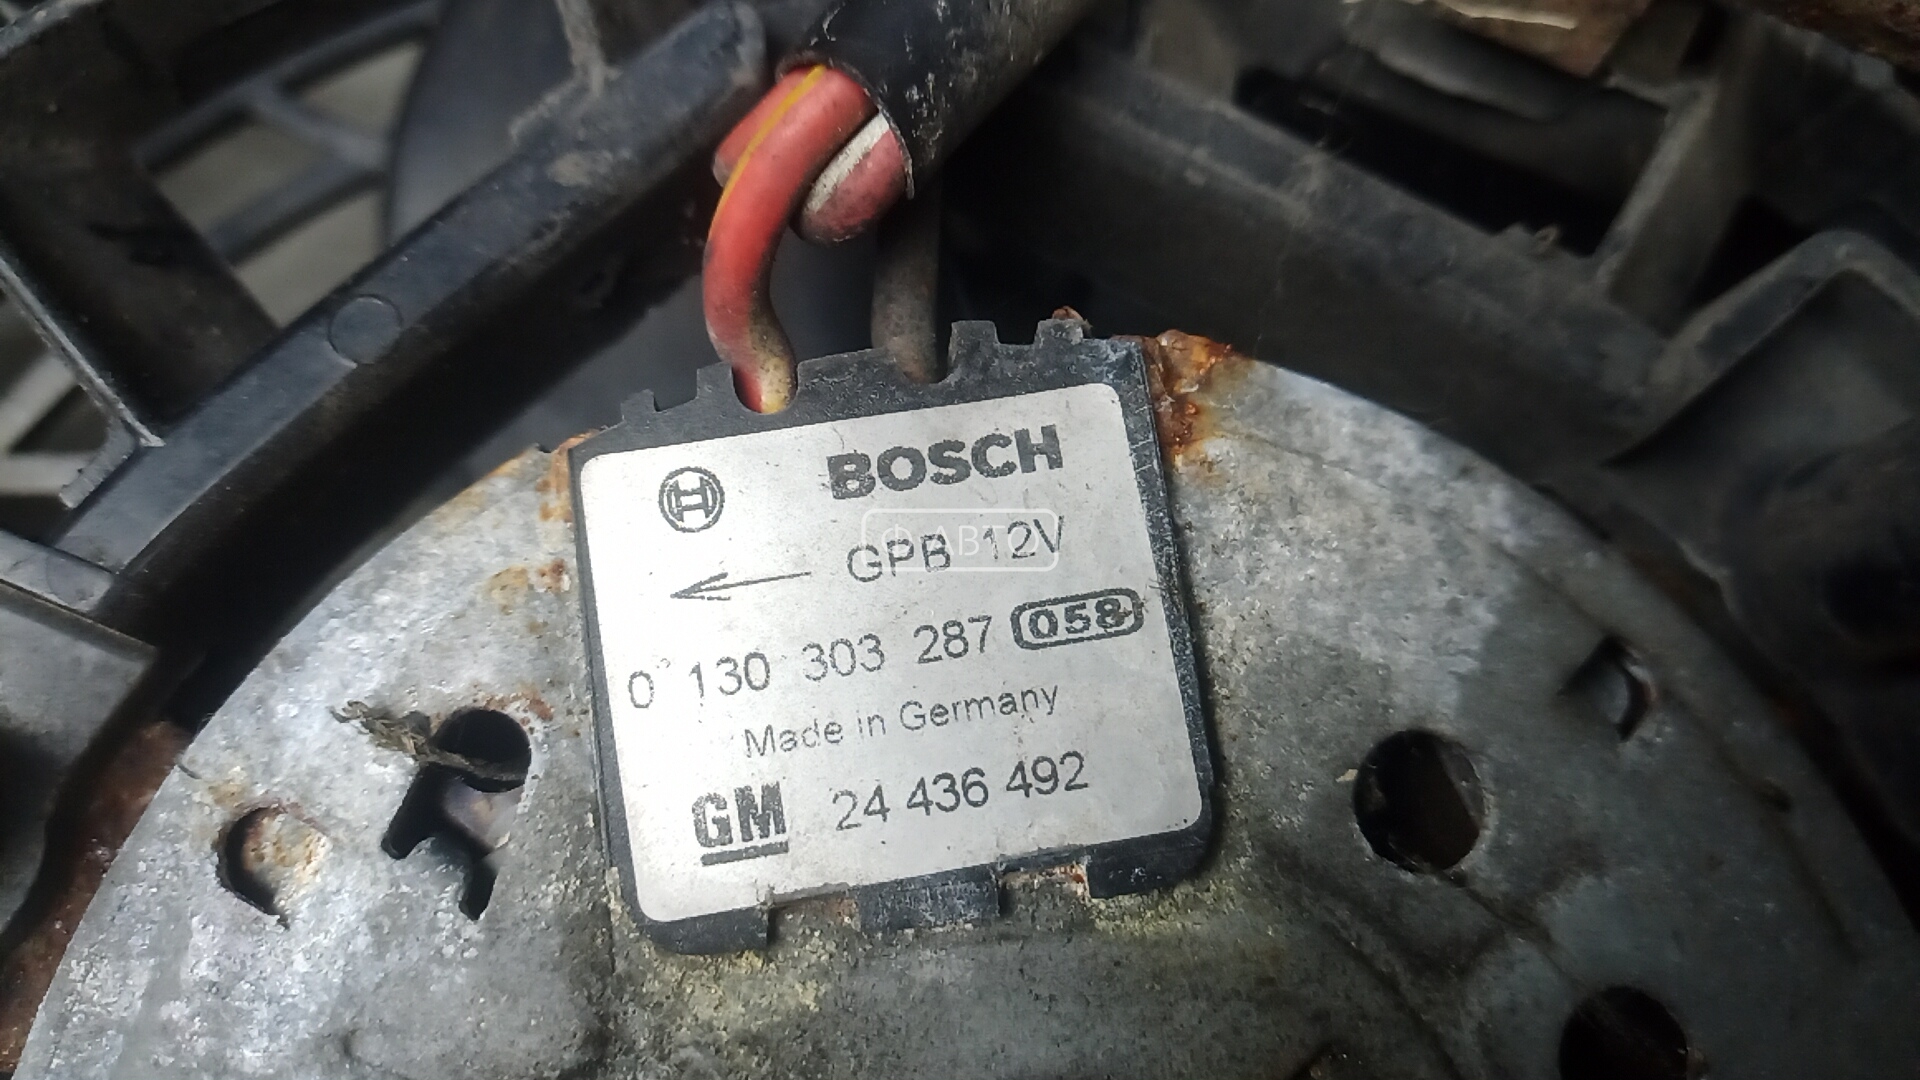 BOSCH
GPB 12V
0 130 303 287 058
Made in Germany
GM 24 436 492